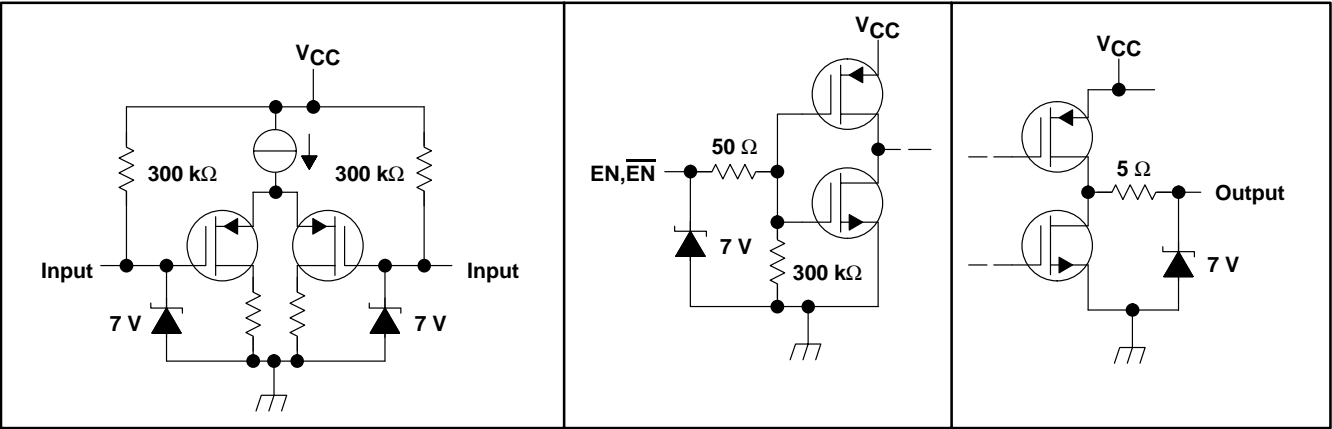 VCC
300 kΩ
300 kΩ
Input
Input
7 V
7 V
VCC
50 Ω
EN,E̅N̅
7 V
300 kΩ
VCC
5 Ω
Output
7 V